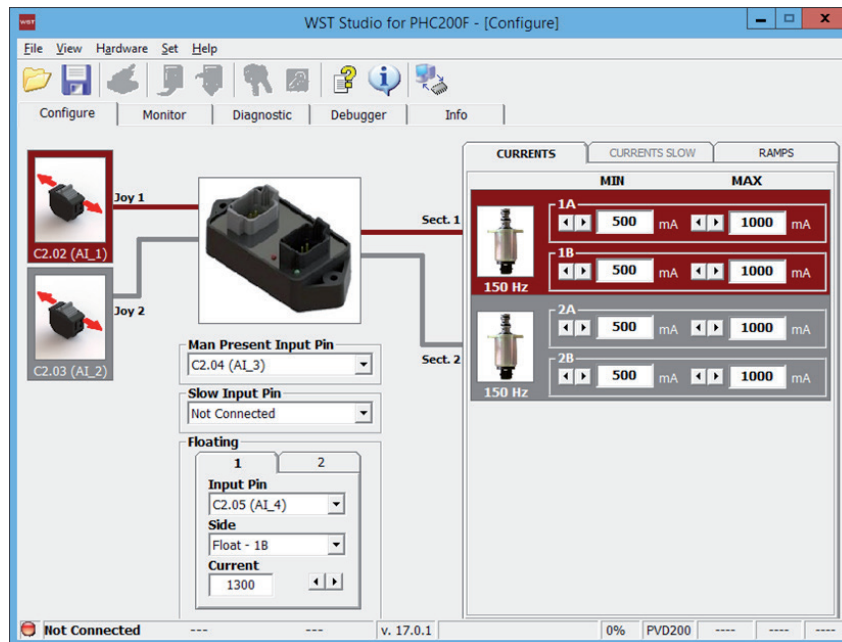 WST
WST Studio for PHC200F - [Configure]
File View Hardware Set Help
Configure Monitor Diagnostic Debugger Info
CURRENTS CURRENTS SLOW RAMPS
MIN MAX
Joy 1
C2.02 (AI_1)
Joy 2
C2.03 (AI_2)
Sect. 1
Sect. 2
Man Present Input Pin
C2.04 (AI_3)
Slow Input Pin
Not Connected
Floating
1 2
Input Pin
C2.05 (AI_4)
Side
Float - 1B
Current
1300
1A
500 mA 1000 mA
1B
500 mA 1000 mA
150 Hz
2A
500 mA 1000 mA
2B
500 mA 1000 mA
150 Hz
Not Connected --- --- v. 17.0.1 0% PVD200 ---- ---- ----